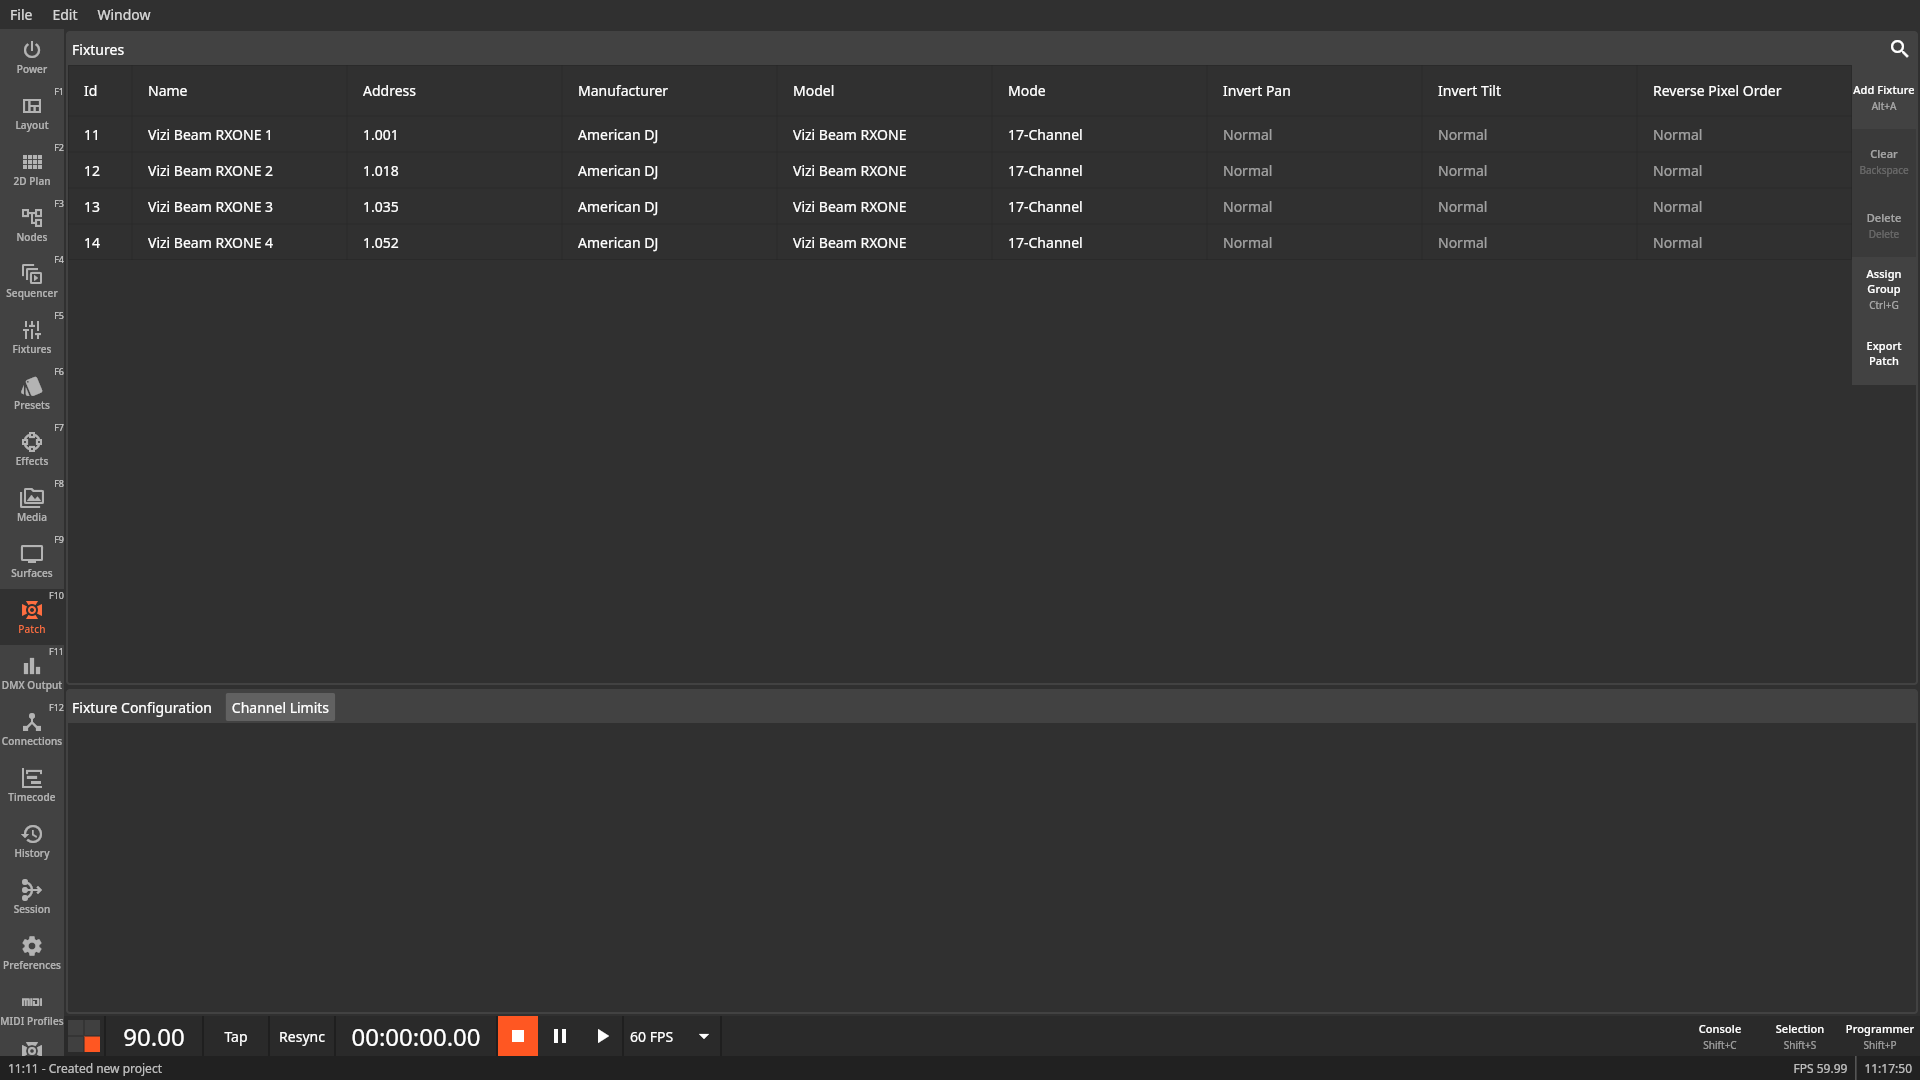 File Edit Window
Power
F1
Layout
F2
2D Plan
F3
Nodes
F4
Sequencer
F5
Fixtures
F6
Presets
F7
Effects
F8
Media
F9
Surfaces
F10
Patch
F11
DMX Output
F12
Connections
Timecode
History
Session
Preferences
MIDI
MIDI Profiles
Fixtures
Id Name Address Manufacturer Model Mode Invert Pan Invert Tilt Reverse Pixel Order
11 Vizi Beam RXONE 1 1.001 American DJ Vizi Beam RXONE 17-Channel Normal Normal Normal
12 Vizi Beam RXONE 2 1.018 American DJ Vizi Beam RXONE 17-Channel Normal Normal Normal
13 Vizi Beam RXONE 3 1.035 American DJ Vizi Beam RXONE 17-Channel Normal Normal Normal
14 Vizi Beam RXONE 4 1.052 American DJ Vizi Beam RXONE 17-Channel Normal Normal Normal
Add Fixture
Alt+A
Clear
Backspace
Delete
Delete
Assign
Group
Ctrl+G
Export
Patch
Fixture Configuration Channel Limits
90.00 Tap Resync 00:00:00.00 60 FPS
Console
Shift+C
Selection
Shift+S
Programmer
Shift+P
11:11 - Created new project
FPS 59.99 11:17:50